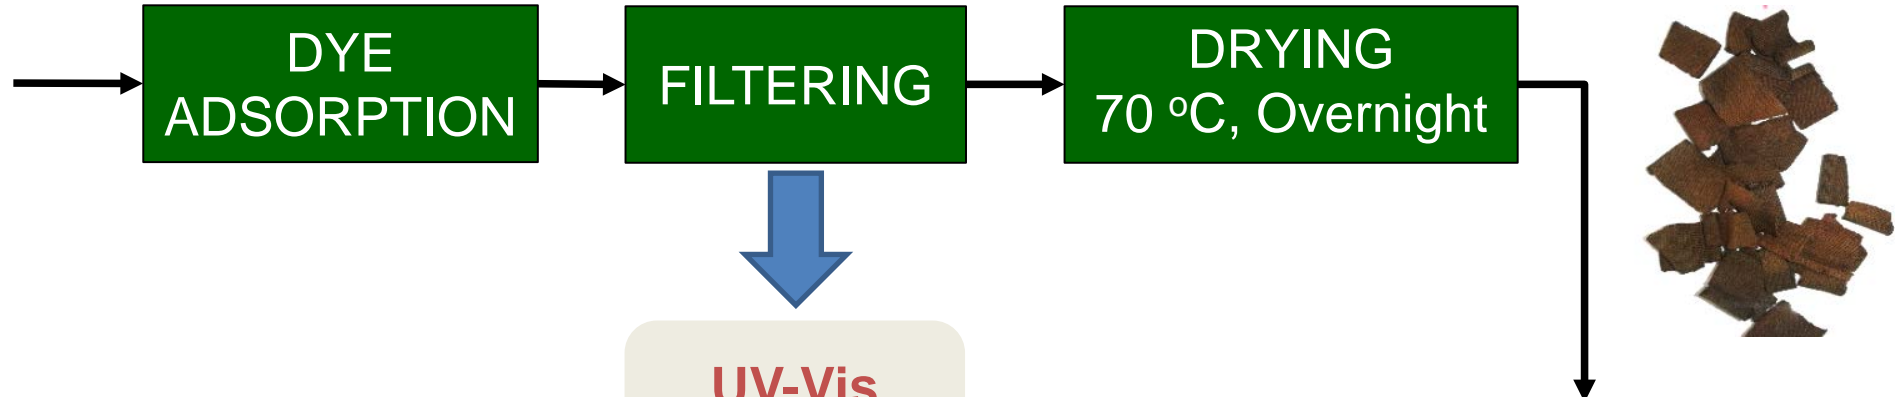 DYE
ADSORPTION
FILTERING
DRYING
70 ºC, Overnight
UV-Vis